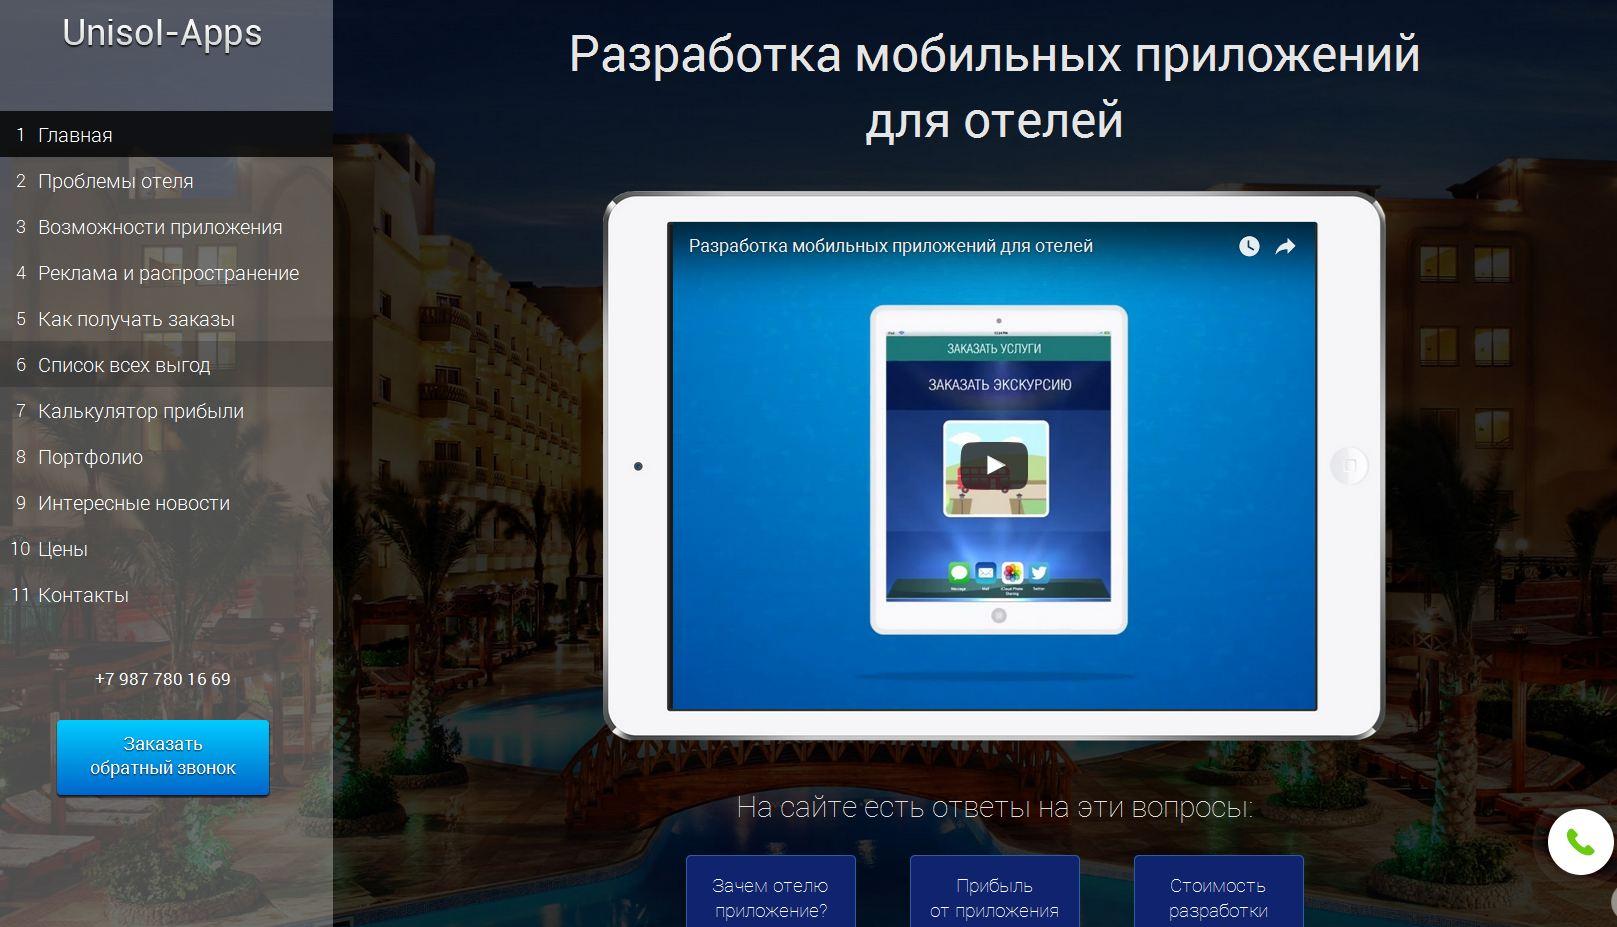 Unisol-Apps
1 Главная
2 Проблемы отеля
3 Возможности приложения
4 Реклама и распространение
5 Как получать заказы
6 Список всех выгод
7 Калькулятор прибыли
8 Портфолио
9 Интересные новости
10 Цены
11 Контакты
+7 987 780 16 69
Заказать
обратный звонок
Разработка мобильных приложений
для отелей
Разработка мобильных приложений для отелей
ЗАКАЗАТЬ УСЛУГИ
ЗАКАЗАТЬ ЭКСКУРСИЮ
На сайте есть ответы на эти вопросы:
Зачем отелю
приложение?
Прибыль
от приложения
Стоимость
разработки